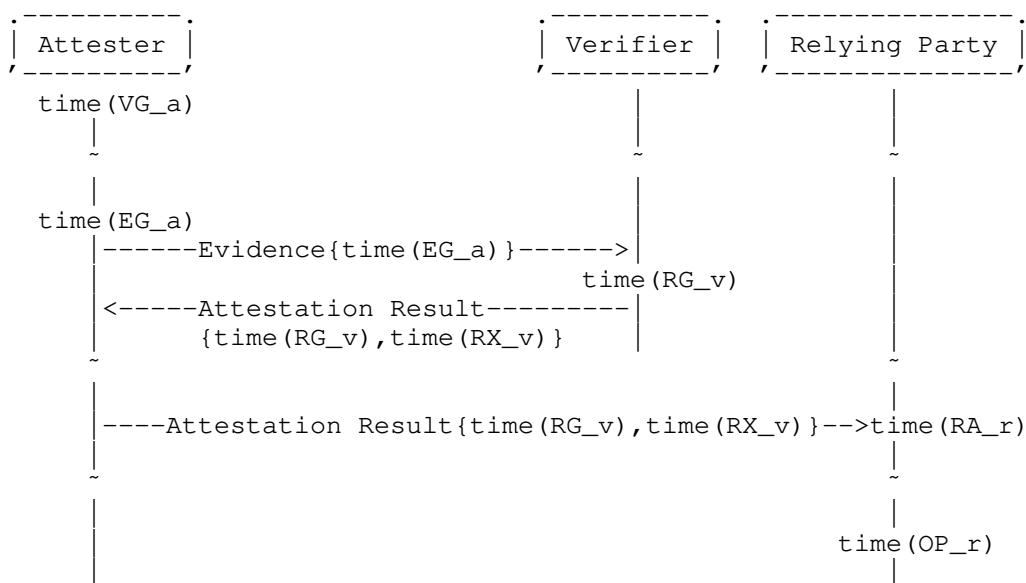 Attester Verifier Relying Party
time(VG_a)
time(EG_a)
Evidence{time(EG_a)}
time(RG_v)
Attestation Result
{time(RG_v),time(RX_v)}
Attestation Result{time(RG_v),time(RX_v)} time(RA_r)
time(OP_r)